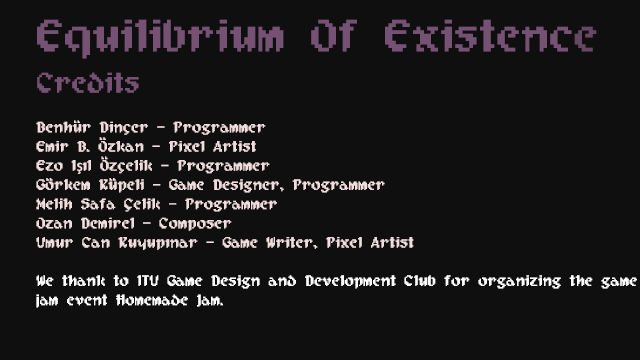 Equilibrium Of Existence
Credits
Benhür Dinçer – Programmer
Emir B. Özkan – Pixel Artist
Ezo Işıl Özçelik – Programmer
Görkem Küpeli – Game Designer, Programmer
Melih Safa Çelik – Programmer
Ozan Demirel – Composer
Umur Can Kuyupınar – Game Writer, Pixel Artist
We thank to ITU Game Design and Development Club for organizing the game
jam event Homemade Jam.